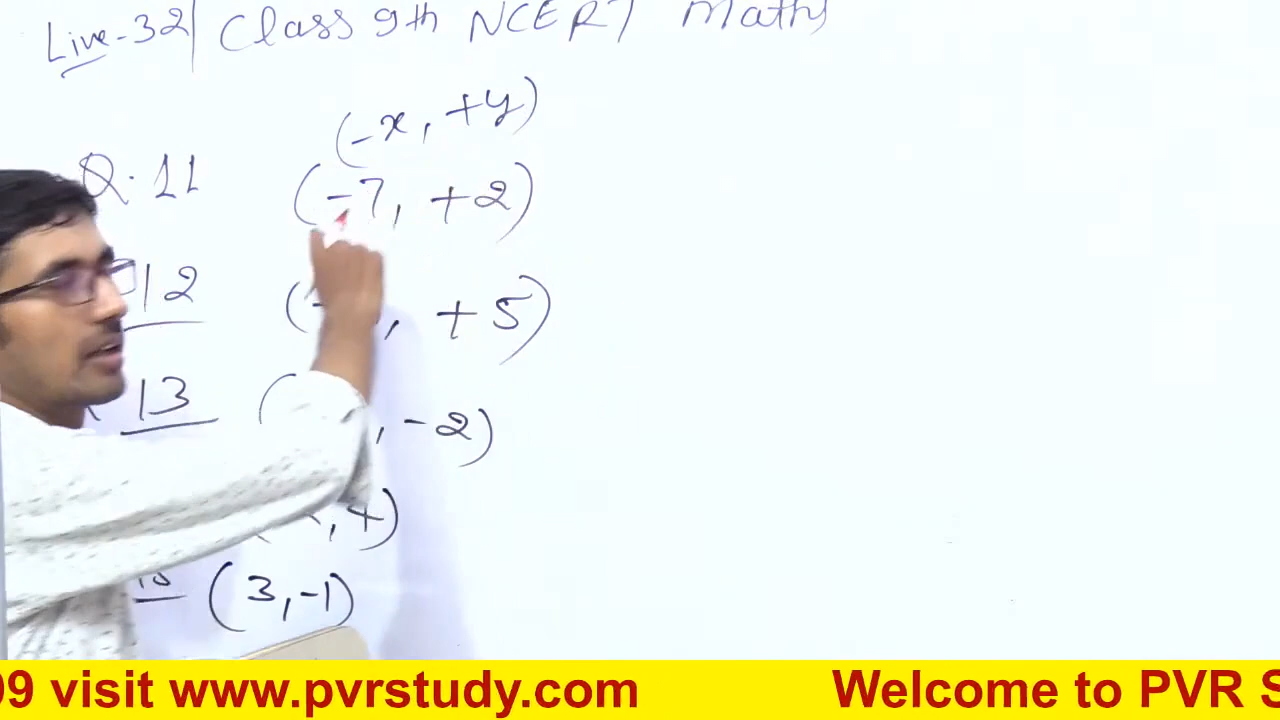 Live-32| Class 9th NCERT Maths
(-x, +y)
Q. 11 (-7, +2)
12 ( , +5)
13 ( , -2)
, 4)
(3, -1)
09 visit www.pvrstudy.com Welcome to PVR S